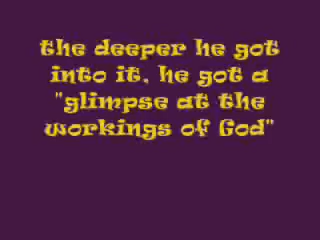 the deeper he got
into it, he got a
"glimpse at the
workings of God"